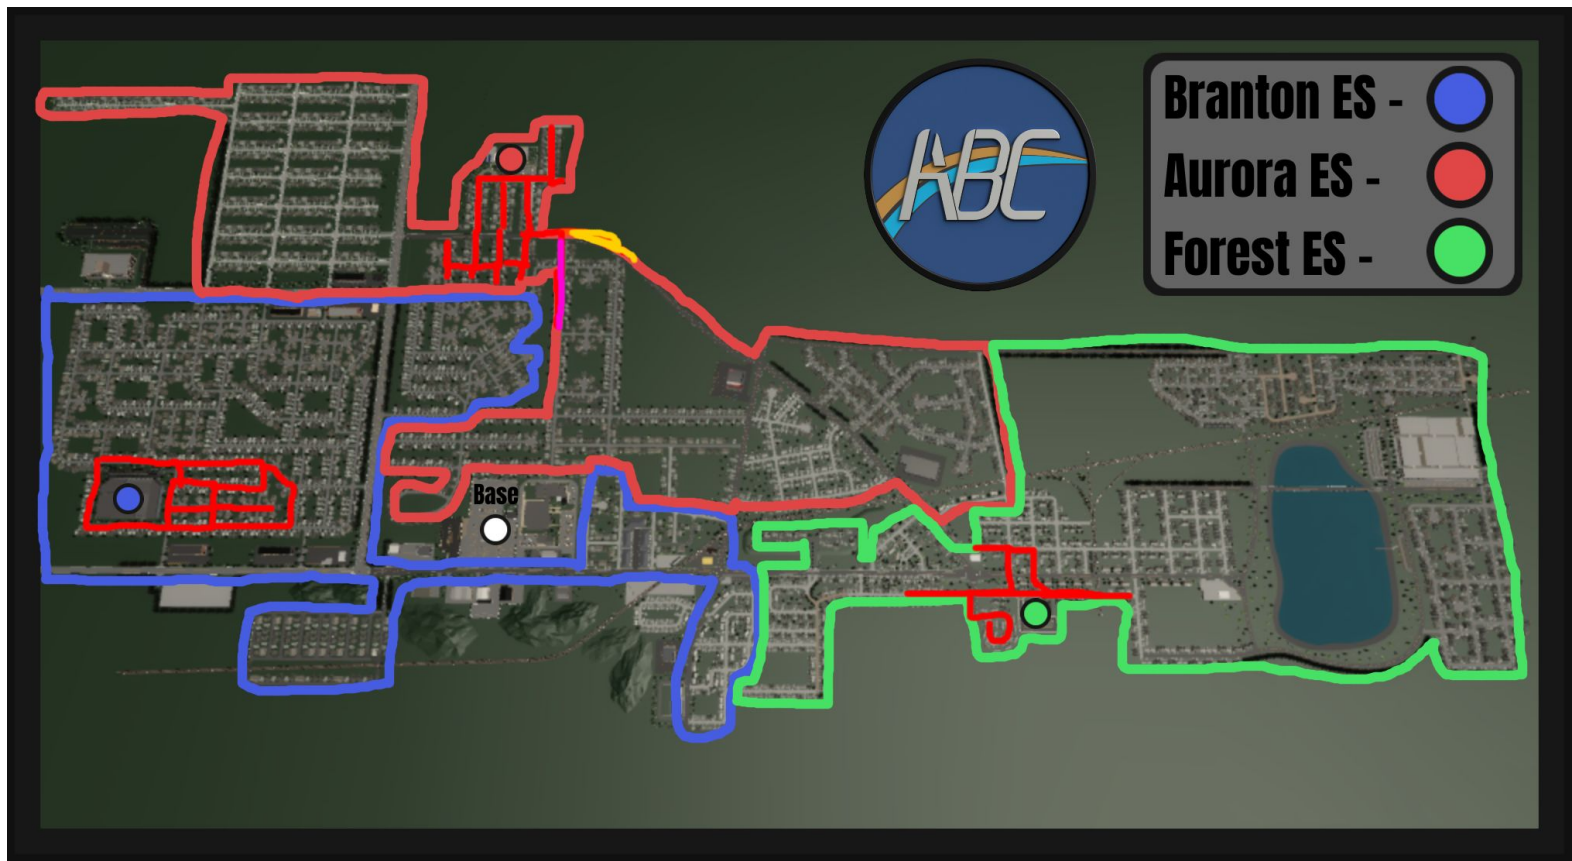 ABC
Branton ES -
Aurora ES -
Forest ES -
Base